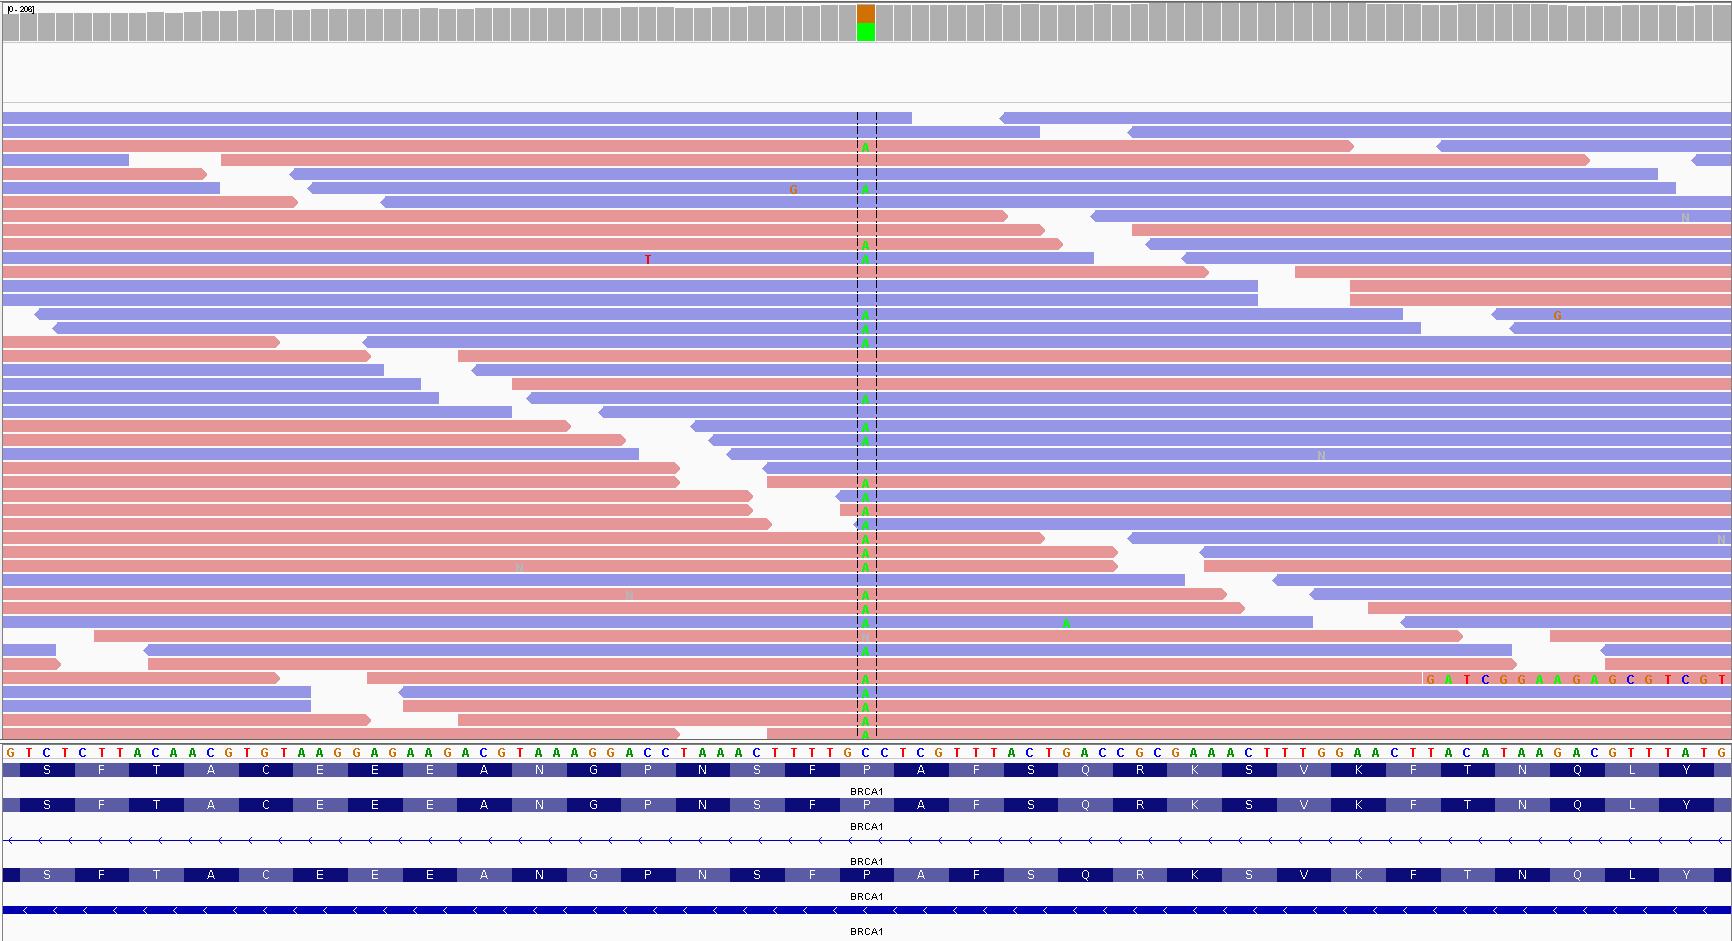 [0 - 206]
A
G A
N
A
T A
A G
A
A
A
A
A
N
A
A
A
A
A N
A
N A
N A
A
A A
N
A
A G A T C G G A A G A G C G T C G T
A
A
A
A
G T C T C T T A C A A C G T G T A A G G A G A A G A C G T A A A G G A C C T A A A C T T T T G C C T C G T T T A C T G A C C G C G A A A C T T T G G A A C T T A C A T A A G A C G T T T A T G
S F T A C E E E A N G P N S F P A F S Q R K S V K F T N Q L Y
BRCA1
S F T A C E E E A N G P N S F P A F S Q R K S V K F T N Q L Y
BRCA1
BRCA1
S F T A C E E E A N G P N S F P A F S Q R K S V K F T N Q L Y
BRCA1
BRCA1